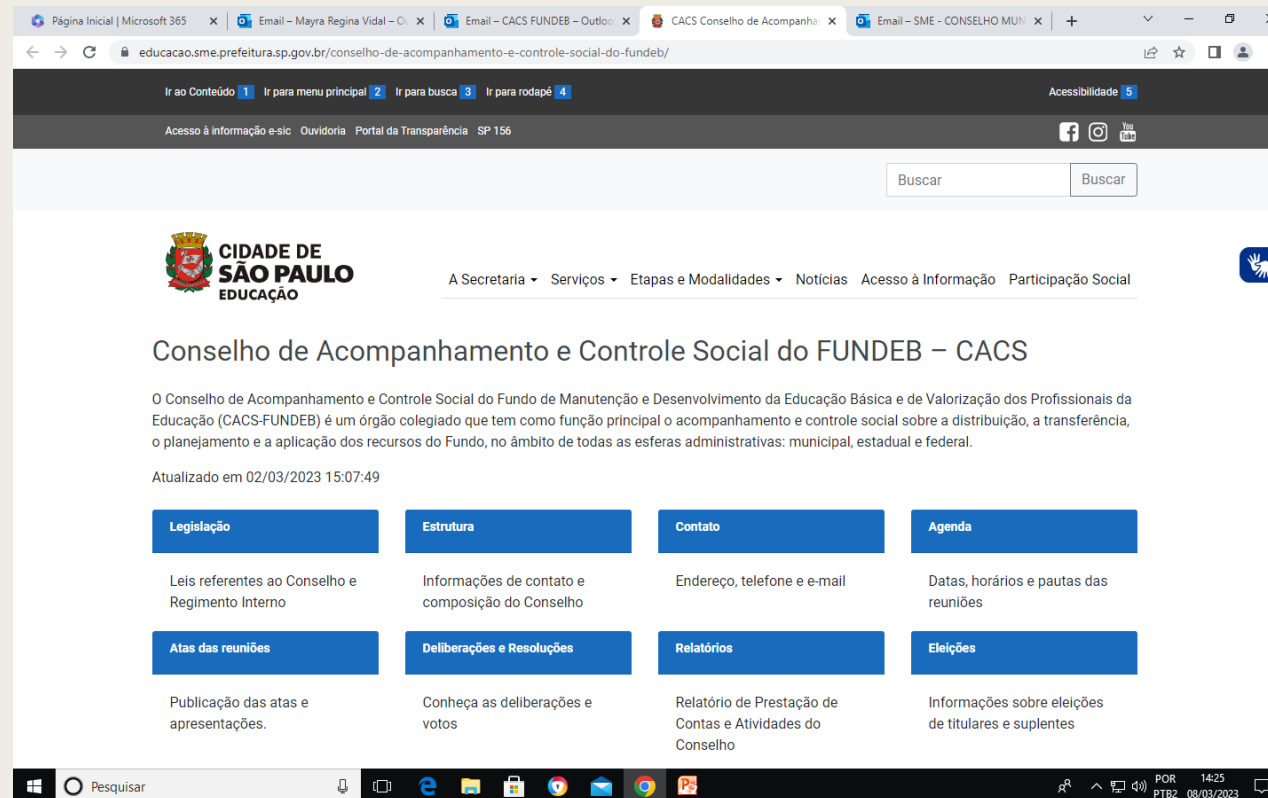 Página Inicial | Microsoft 365
Email – Mayra Regina Vidal – Ou
Email – CACS FUNDEB – Outloo
CACS Conselho de Acompanha
Email – SME - CONSELHO MUN
educacao.sme.prefeitura.sp.gov.br/conselho-de-acompanhamento-e-controle-social-do-fundeb/
Ir ao Conteúdo 1 Ir para menu principal 2 Ir para busca 3 Ir para rodapé 4 Acessibilidade 5
Acesso à informação e-sic Ouvidoria Portal da Transparência SP 156
You Tube
Buscar Buscar
CIDADE DE
SÃO PAULO
EDUCAÇÃO
A Secretaria Serviços Etapas e Modalidades Notícias Acesso à Informação Participação Social
Conselho de Acompanhamento e Controle Social do FUNDEB – CACS
O Conselho de Acompanhamento e Controle Social do Fundo de Manutenção e Desenvolvimento da Educação Básica e de Valorização dos Profissionais da
Educação (CACS-FUNDEB) é um órgão colegiado que tem como função principal o acompanhamento e controle social sobre a distribuição, a transferência,
o planejamento e a aplicação dos recursos do Fundo, no âmbito de todas as esferas administrativas: municipal, estadual e federal.
Atualizado em 02/03/2023 15:07:49
Legislação
Leis referentes ao Conselho e
Regimento Interno
Estrutura
Informações de contato e
composição do Conselho
Contato
Endereço, telefone e e-mail
Agenda
Datas, horários e pautas das
reuniões
Atas das reuniões
Publicação das atas e
apresentações.
Deliberações e Resoluções
Conheça as deliberações e
votos
Relatórios
Relatório de Prestação de
Contas e Atividades do
Conselho
Eleições
Informações sobre eleições
de titulares e suplentes
Pesquisar
POR
PTB2
14:25
08/03/2023